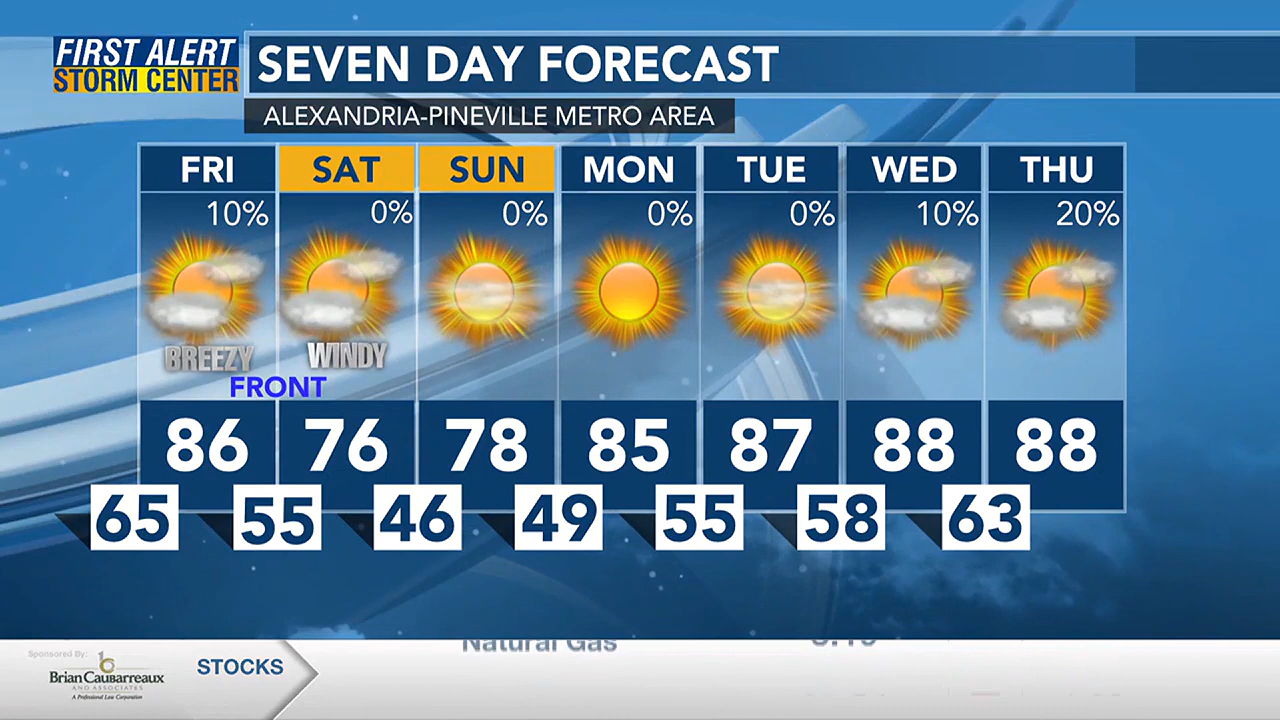 FIRST ALERT
STORM CENTER
SEVEN DAY FORECAST
ALEXANDRIA-PINEVILLE METRO AREA
FRI SAT SUN MON TUE WED THU
10% 0% 0% 0% 0% 10% 20%
BREEZY WINDY
FRONT
86 76 78 85 87 88 88
65 55 46 49 55 58 63
Natural Gas
Sponsored By:
Brian Caubarreaux
AND ASSOCIATES
A Professional Law Corporation
STOCKS